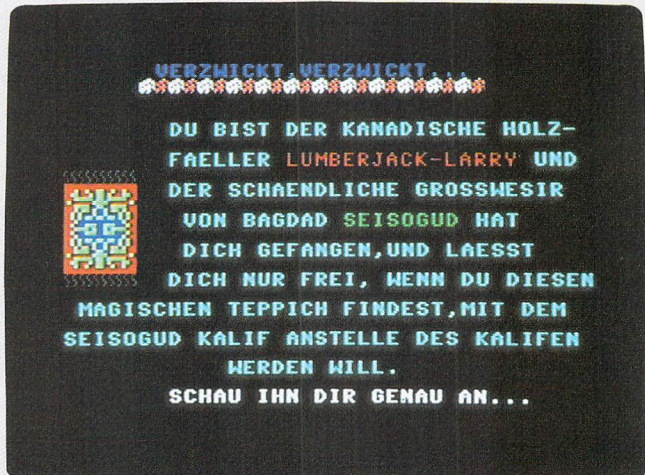 VERZWICKT,VERZWICKT...
DU BIST DER KANADISCHE HOLZ-
FAELLER LUMBERJACK-LARRY UND
DER SCHAENDLICHE GROSSWESIR
VON BAGDAD SEISOGUD HAT
DICH GEFANGEN,UND LAESST
DICH NUR FREI, WENN DU DIESEN
MAGISCHEN TEPPICH FINDEST,MIT DEM
SEISOGUD KALIF ANSTELLE DES KALIFEN
WERDEN WILL.
SCHAU IHN DIR GENAU AN...